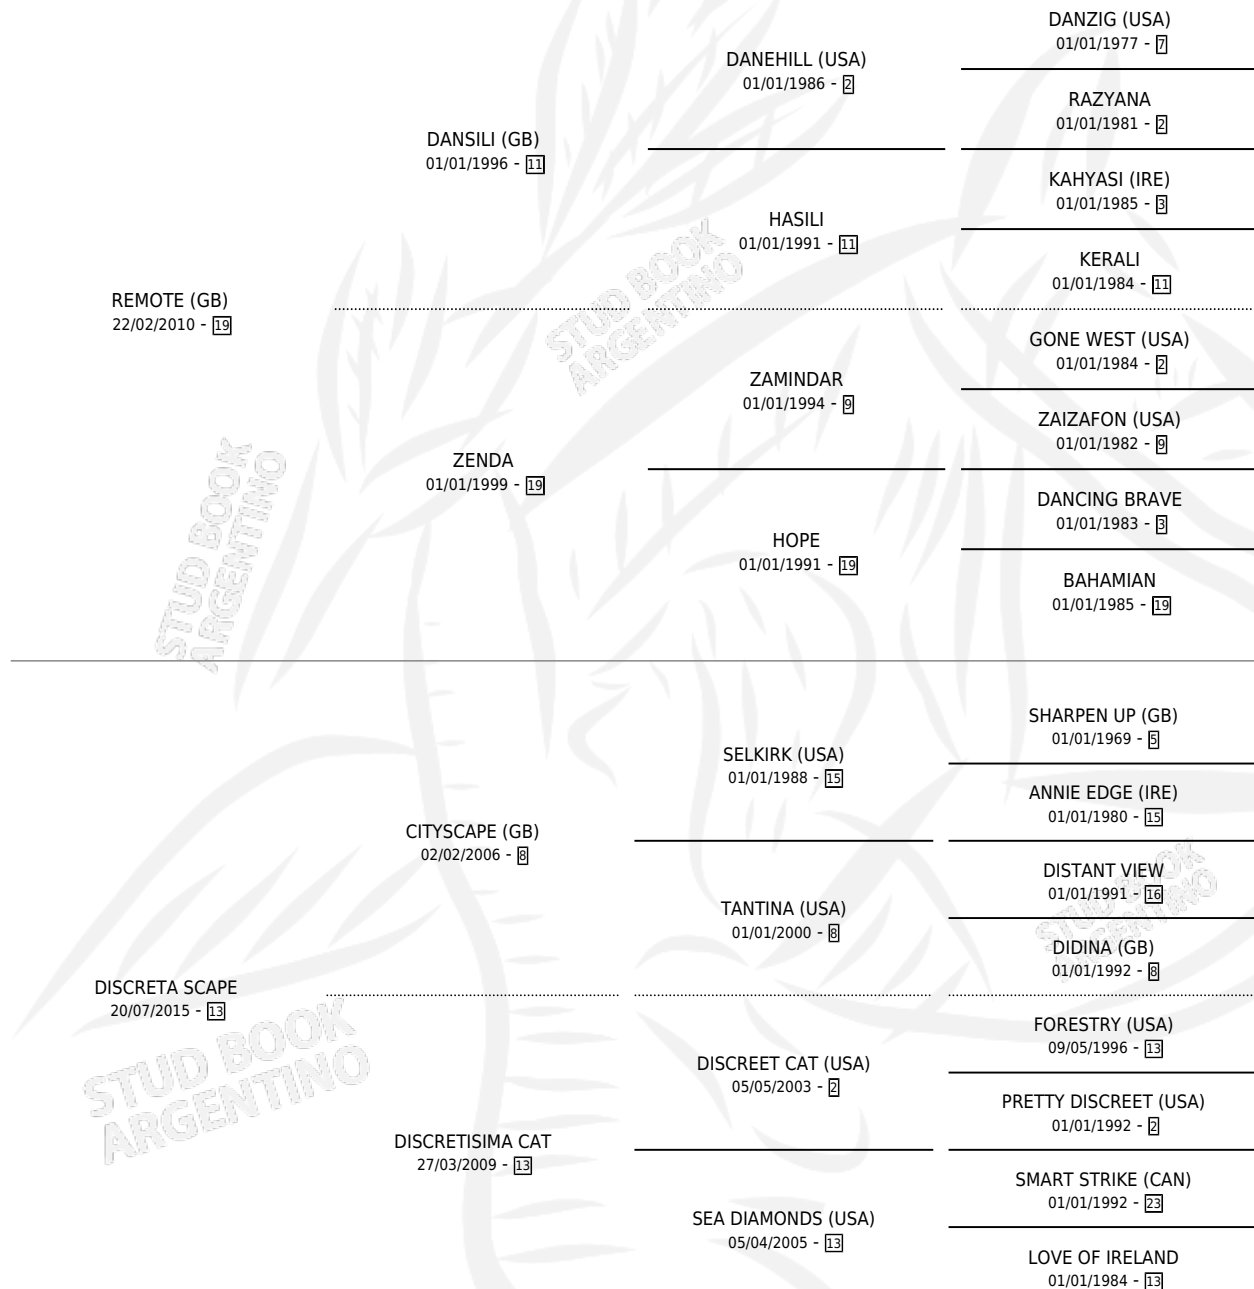 DANZIG (USA)
01/01/1977 - 7
DANEHILL (USA)
01/01/1986 - 2
RAZYANA
01/01/1981 - 2
DANSILI (GB)
01/01/1996 - 11
KAHYASI (IRE)
01/01/1985 - 3
HASILI
01/01/1991 - 11
KERALI
01/01/1984 - 11
REMOTE (GB)
22/02/2010 - 19
GONE WEST (USA)
01/01/1984 - 2
ZAMINDAR
01/01/1994 - 9
ZAIZAFON (USA)
01/01/1982 - 9
ZENDA
01/01/1999 - 19
DANCING BRAVE
01/01/1983 - 3
HOPE
01/01/1991 - 19
BAHAMIAN
01/01/1985 - 19
SHARPEN UP (GB)
01/01/1969 - 5
SELKIRK (USA)
01/01/1988 - 15
ANNIE EDGE (IRE)
01/01/1980 - 15
CITYSCAPE (GB)
02/02/2006 - 8
DISTANT VIEW
01/01/1991 - 16
TANTINA (USA)
01/01/2000 - 8
DIDINA (GB)
01/01/1992 - 8
DISCRETA SCAPE
20/07/2015 - 13
FORESTRY (USA)
09/05/1996 - 13
DISCREET CAT (USA)
05/05/2003 - 2
PRETTY DISCREET (USA)
01/01/1992 - 2
DISCRETISIMA CAT
27/03/2009 - 13
SMART STRIKE (CAN)
01/01/1992 - 23
SEA DIAMONDS (USA)
05/04/2005 - 13
LOVE OF IRELAND
01/01/1984 - 13
STUD BOOK
ARGENTINO
STUD BOOK
ARGENTINO
STUD BOOK
ARGENTINO
STUD BOOK
ARGENTINO